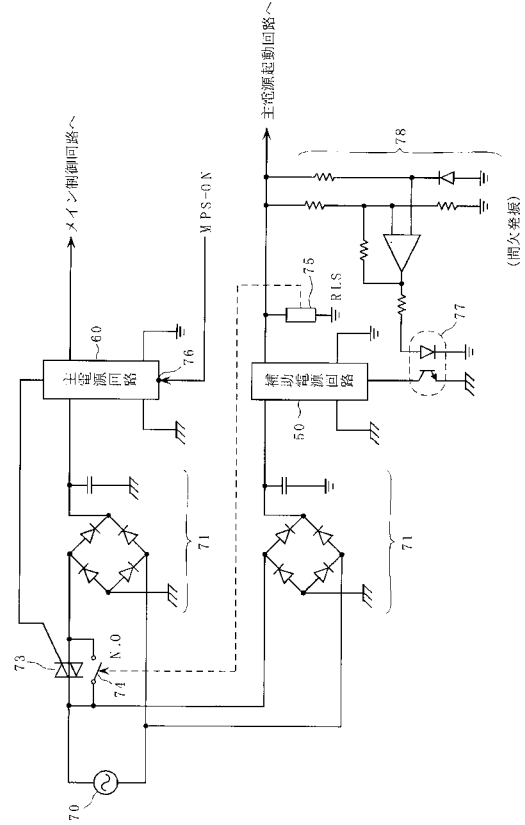 メイン制御回路へ
主電源起動回路へ
MPS-ON
60
主電源回路
76
75
RLS
78
77
補助電源回路
50
71
71
73
N.O
74
70
(間欠発振)